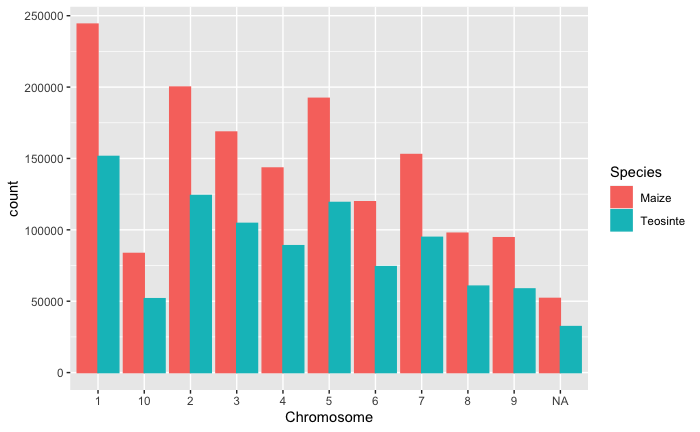 250000
200000
150000
100000
50000
0
count
1 10 2 3 4 5 6 7 8 9 NA
Chromosome
Species
Maize
Teosinte